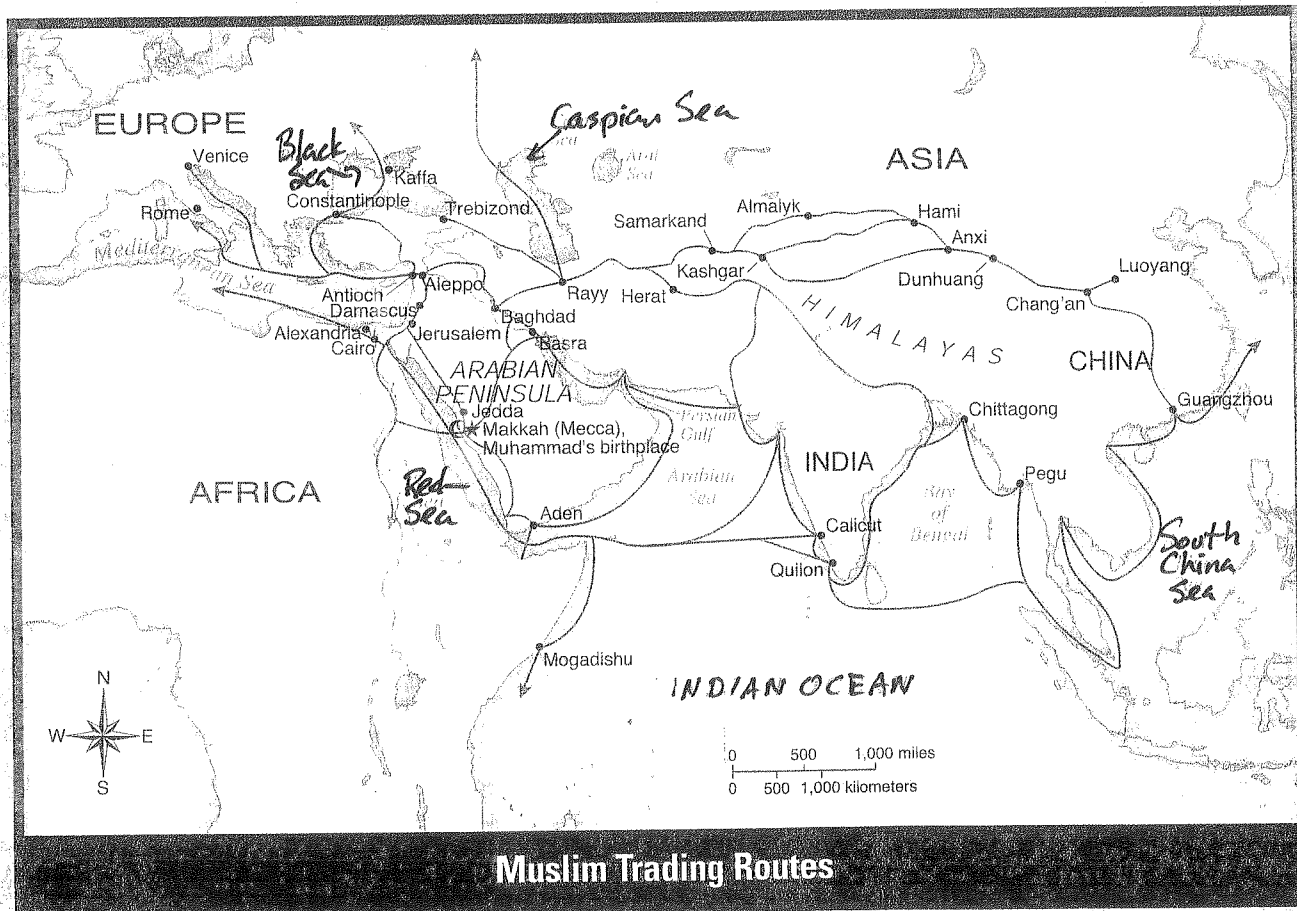 EUROPE
Venice
Black
Sea
Caspian Sea
Sea
Aral
Sea
ASIA
Kaffa
Constantinople
Rome
Trebizond
Samarkand
Almalyk
Hami
Anxi
Mediterranean Sea
Kashgar
Dunhuang
Luoyang
Antioch
Aleppo
Rayy
Herat
Chang'an
Damascus
Baghdad
HIMALAYAS
Alexandria
Jerusalem
Cairo
Basra
ARABIAN
PENINSULA
CHINA
Jedda
Persian
Gulf
Chittagong
Guangzhou
Makkah (Mecca),
Muhammad's birthplace
INDIA
AFRICA
Red
Sea
Arabian
Sea
Bay
of
Bengal
Pegu
Aden
Calicut
South
China
Sea
Quilon
Mogadishu
INDIAN OCEAN
N
W E
S
0 500 1,000 miles
0 500 1,000 kilometers
Muslim Trading Routes